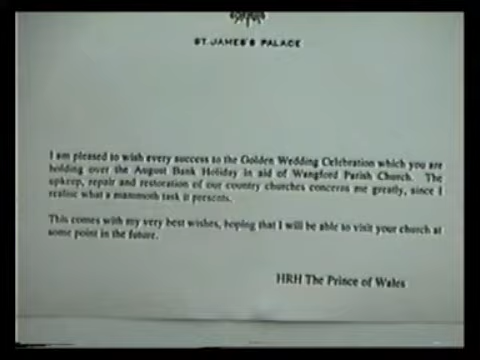 ST. JAMES'S PALACE
I am pleased to wish every success to the Golden Wedding Celebration which you are
holding over the August Bank Holiday in aid of Wangford Parish Church. The
upkeep, repair and restoration of our country churches concerns me greatly, since I
realise what a mammoth task it presents.
This comes with my very best wishes, hoping that I will be able to visit your church at
some point in the future.
HRH The Prince of Wales